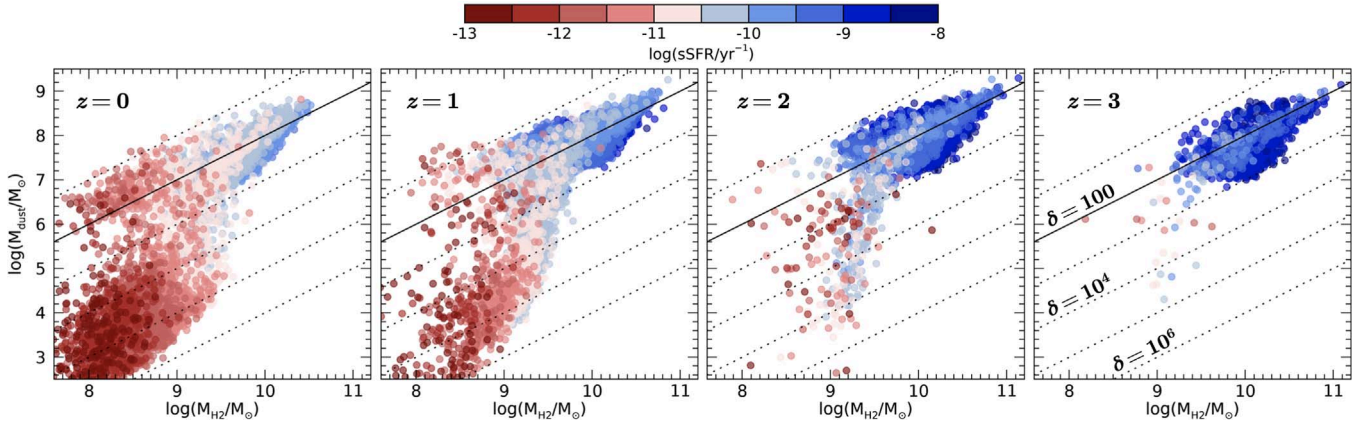 -13 -12 -11 -10 -9 -8
log(sSFR/yr⁻¹)
z = 0 z = 1 z = 2 z = 3
9
8
7
6
5
4
3
log(M_dust/M_⊙)
δ = 100
δ = 10⁴
δ = 10⁶
8 9 10 11 8 9 10 11 8 9 10 11 8 9 10 11
log(M_H2/M_⊙) log(M_H2/M_⊙) log(M_H2/M_⊙) log(M_H2/M_⊙)